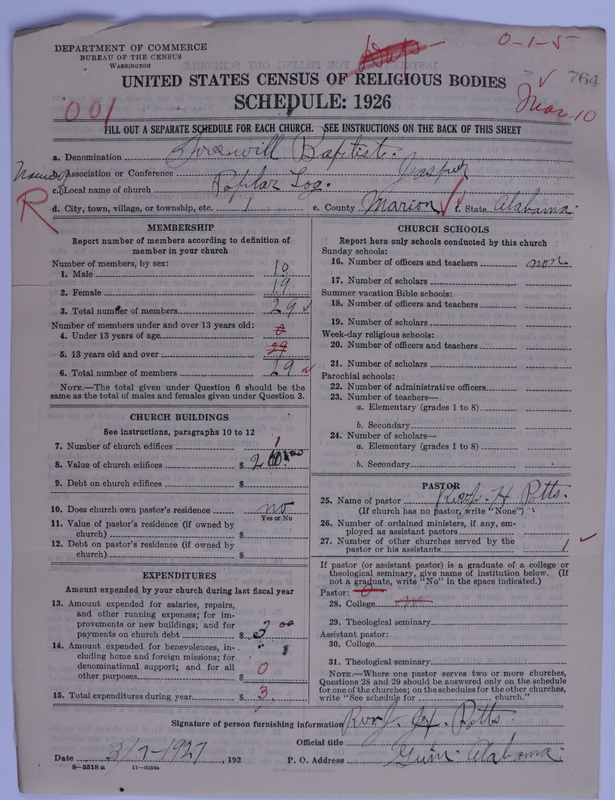 0-1-5
DEPARTMENT OF COMMERCE
BUREAU OF THE CENSUS
WASHINGTON
764
UNITED STATES CENSUS OF RELIGIOUS BODIES
SCHEDULE: 1926
001
Mar 10
FILL OUT A SEPARATE SCHEDULE FOR EACH CHURCH. SEE INSTRUCTIONS ON THE BACK OF THIS SHEET
a. Denomination Freewill Baptist.
b. Association or Conference Jasper
c. Local name of church Poplar Log.
R
d. City, town, village, or township, etc. e. County Marion f. State Alabama.
MEMBERSHIP
Report number of members according to definition of
member in your church
Number of members, by sex:
1. Male 10
2. Female 19
3. Total number of members 29
Number of members under and over 13 years old:
4. Under 13 years of age 0
5. 13 years old and over 29
6. Total number of members 29
NOTE.—The total given under Question 6 should be
same as the total of males and females given under Question 3.
CHURCH BUILDINGS
See instructions, paragraphs 10 to 12
7. Number of church edifices 1
8. Value of church edifices $
9. Debt on church edifices $
10. Does church own pastor's residence no
Yes or No
11. Value of pastor's residence (if owned by
church) $
12. Debt on pastor's residence (if owned by
church) $
EXPENDITURES
Amount expended by your church during last fiscal year
13. Amount expended for salaries, repairs,
and other running expenses; for im-
provements or new buildings; and for
payments on church debt $ 3 00
14. Amount expended for benevolences, in-
cluding home and foreign missions; for
denominational support; and for all
other purposes $ 0
15. Total expenditures during year $ 3
CHURCH SCHOOLS
Report here only schools conducted by this church
Sunday schools:
16. Number of officers and teachers non
17. Number of scholars
Summer vacation Bible schools:
18. Number of officers and teachers
19. Number of scholars
Week-day religious schools:
20. Number of officers and teachers
21. Number of scholars
Parochial schools:
22. Number of administrative officers
23. Number of teachers—
a. Elementary (grades 1 to 8)
b. Secondary
24. Number of scholars—
a. Elementary (grades 1 to 8)
b. Secondary
PASTOR
25. Name of pastor H. Potts.
(If church has no pastor, write "None")
26. Number of ordained ministers, if any, em-
ployed as assistant pastors
27. Number of other churches served by the
pastor or his assistants 1
If pastor (or assistant pastor) is a graduate of a college or
theological seminary, give name of institution below. (If
not a graduate, write "No" in the space indicated.)
Pastor: 0
28. College no
29. Theological seminary
Assistant pastor:
30. College
31. Theological seminary
NOTE.—Where one pastor serves two or more churches,
Questions 28 and 29 should be answered only on the schedule
for one of the churches; on the schedules for the other churches,
write "See schedule for church."
Signature of person furnishing information H. Potts.
Official title
Date 3/7-1927 192 P. O. Address Guin. Alabama.
8—5518a 11—9554a